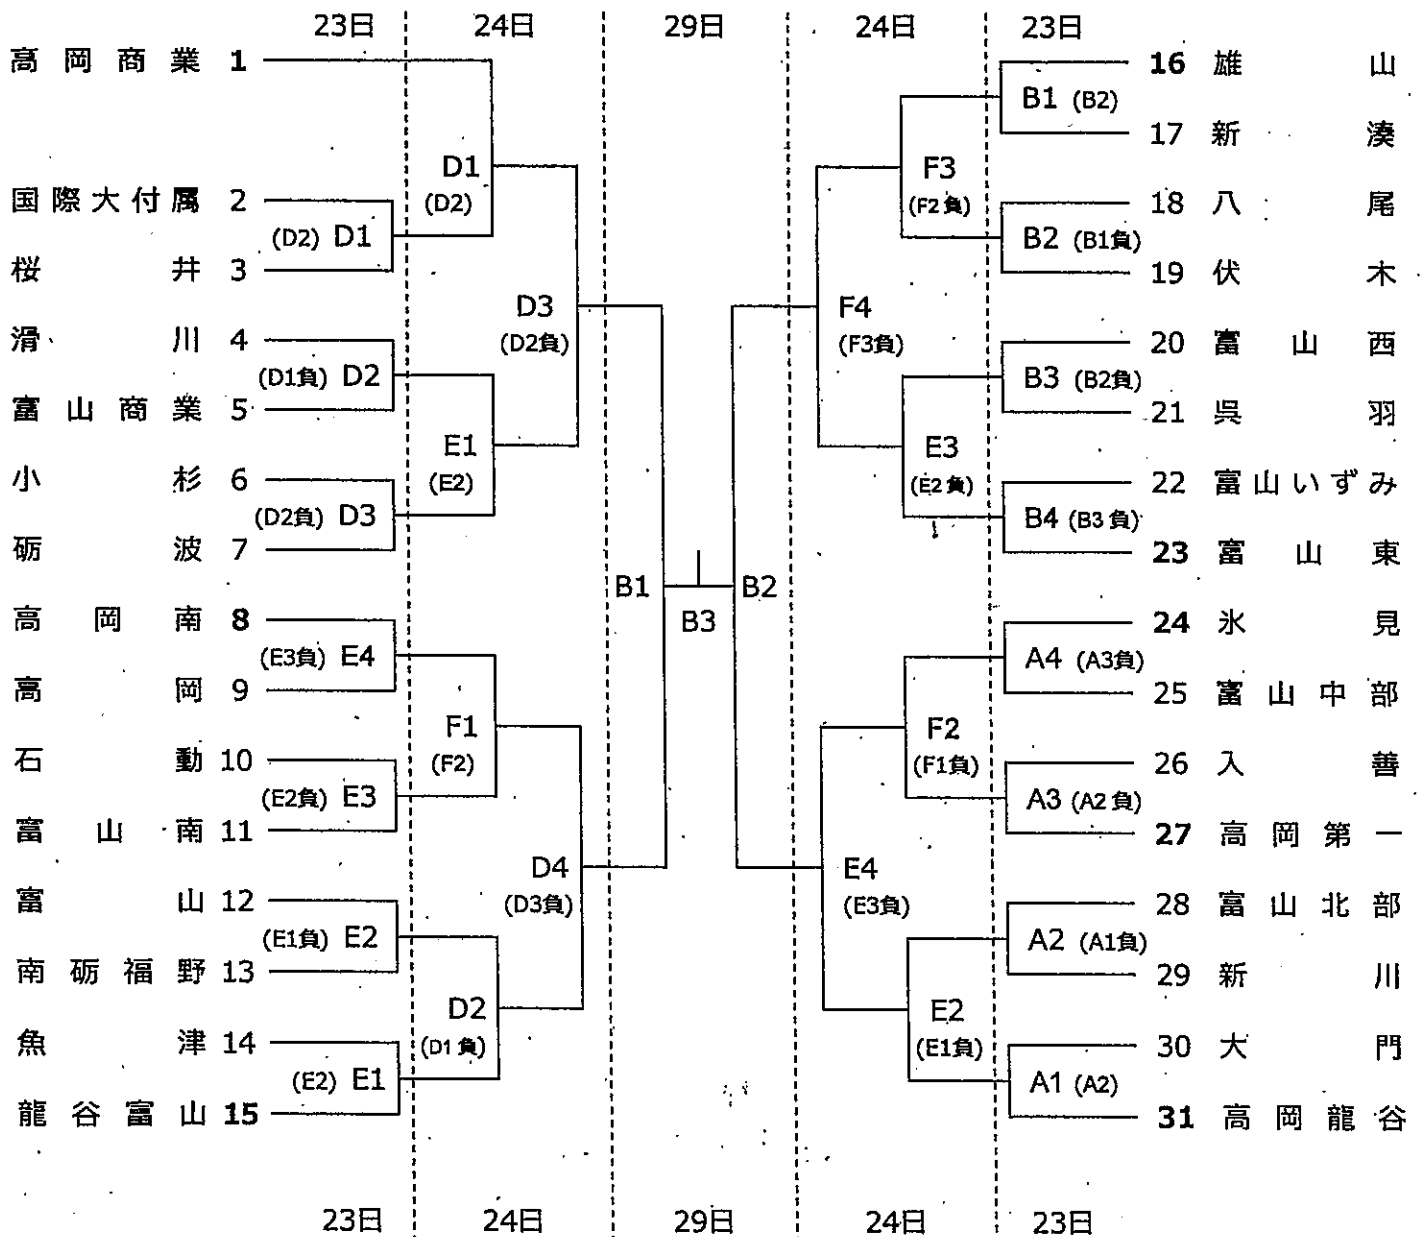 23日 24日 29日 24日 23日
高岡商業 1
国際大付属 2
桜井 3
滑川 4
富山商業 5
小杉 6
砺波 7
高岡南 8
高岡 9
石動 10
富山南 11
富山 12
南砺福野 13
魚津 14
龍谷富山 15
(D2) D1
(D1負) D2
(D2負) D3
(E3負) E4
(E2負) E3
(E1負) E2
(E2) E1
D1
(D2)
E1
(E2)
F1
(F2)
D2
(D1負)
D3
(D2負)
D4
(D3負)
B1
B3
B2
F4
(F3負)
E4
(E3負)
F3
(F2負)
E3
(E2負)
F2
(F1負)
E2
(E1負)
B1 (B2)
B2 (B1負)
B3 (B2負)
B4 (B3負)
A4 (A3負)
A3 (A2負)
A2 (A1負)
A1 (A2)
16 雄山
17 新湊
18 八尾
19 伏木
20 富山西
21 呉羽
22 富山いずみ
23 富山東
24 氷見
25 富山中部
26 入善
27 高岡第一
28 富山北部
29 新川
30 大門
31 高岡龍谷
23日 24日 29日 24日 23日